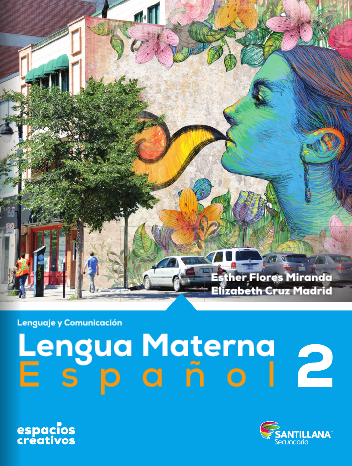 Esther Flores Miranda
Elizabeth Cruz Madrid
Lenguaje y Comunicación
Lengua Materna
Español 2
espacios
creativos
SANTILLANA
Secundaria